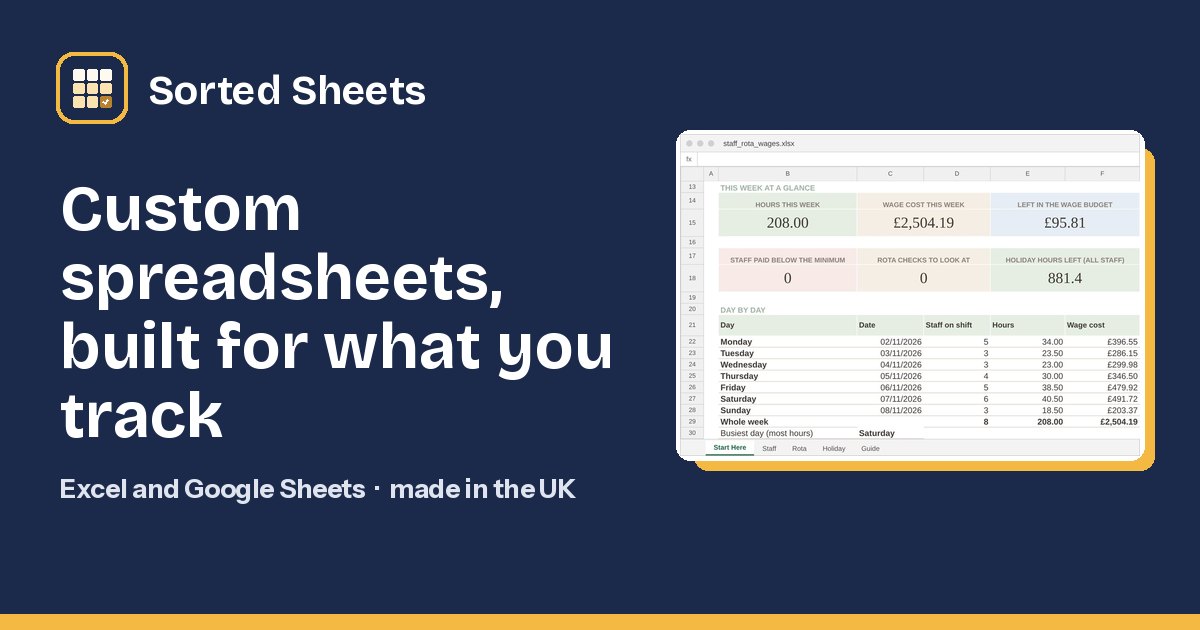 Sorted Sheets
Custom
spreadsheets,
built for what you
track
Excel and Google Sheets · made in the UK
staff_rota_wages.xlsx
fx
A B C D E F
13 THIS WEEK AT A GLANCE
14 HOURS THIS WEEK WAGE COST THIS WEEK LEFT IN THE WAGE BUDGET
15 208.00 £2,504.19 £95.81
16
17 STAFF PAID BELOW THE MINIMUM ROTA CHECKS TO LOOK AT HOLIDAY HOURS LEFT (ALL STAFF)
18 0 0 881.4
19
20 DAY BY DAY
21 Day Date Staff on shift Hours Wage cost
22 Monday 02/11/2026 5 34.00 £396.55
23 Tuesday 03/11/2026 3 23.50 £286.15
24 Wednesday 04/11/2026 3 23.00 £299.98
25 Thursday 05/11/2026 4 30.00 £346.50
26 Friday 06/11/2026 5 38.50 £479.92
27 Saturday 07/11/2026 6 40.50 £491.72
28 Sunday 08/11/2026 3 18.50 £203.37
29 Whole week 8 208.00 £2,504.19
30 Busiest day (most hours) Saturday
Start Here Staff Rota Holiday Guide